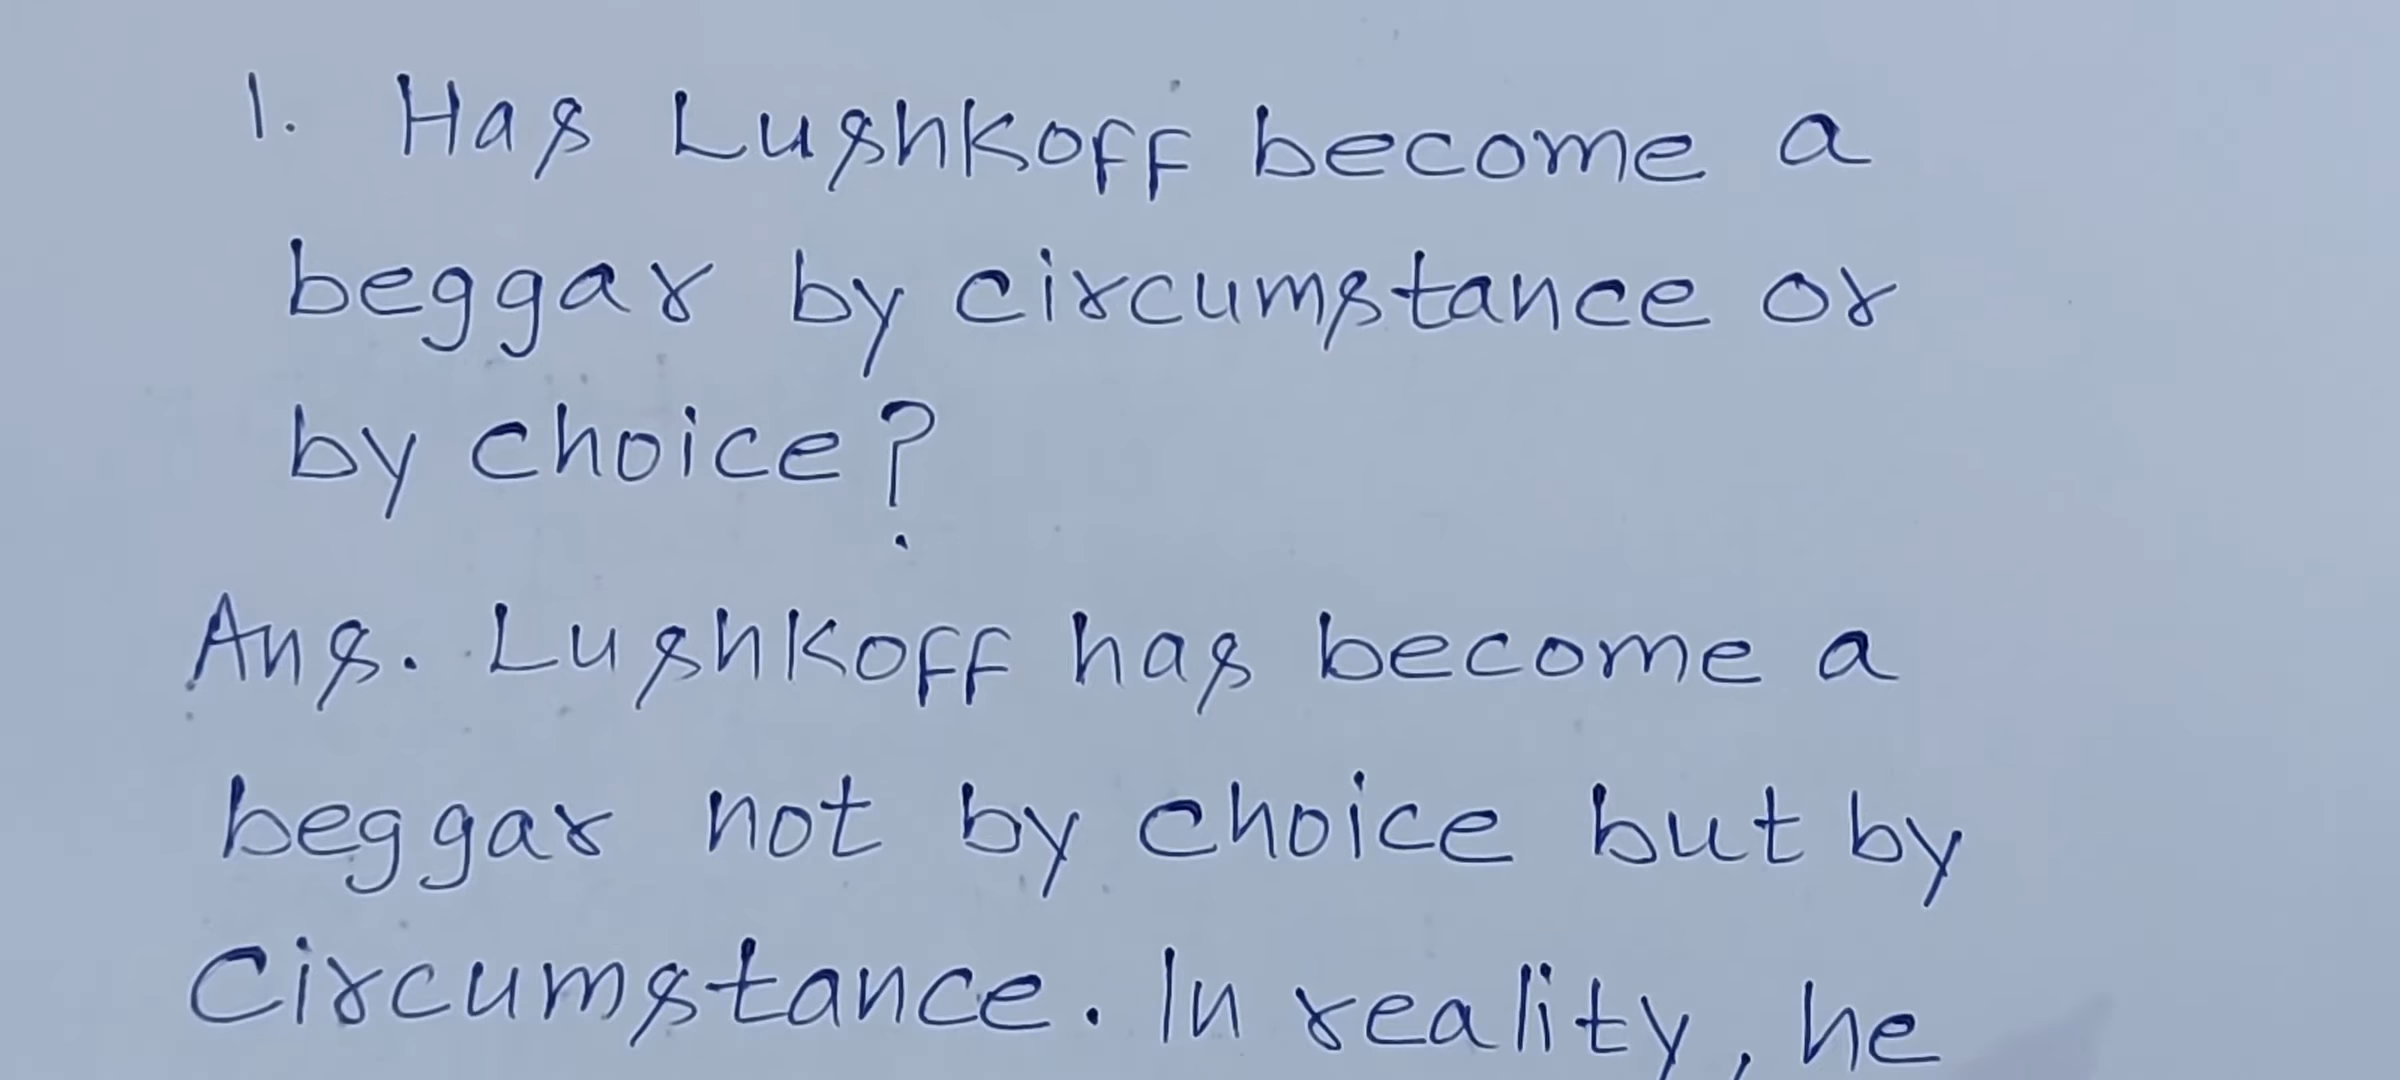 1. Has Lushkoff become a
beggar by circumstance or
by choice?
Ans. Lushkoff has become a
beggar not by choice but by
Circumstance. In reality, he